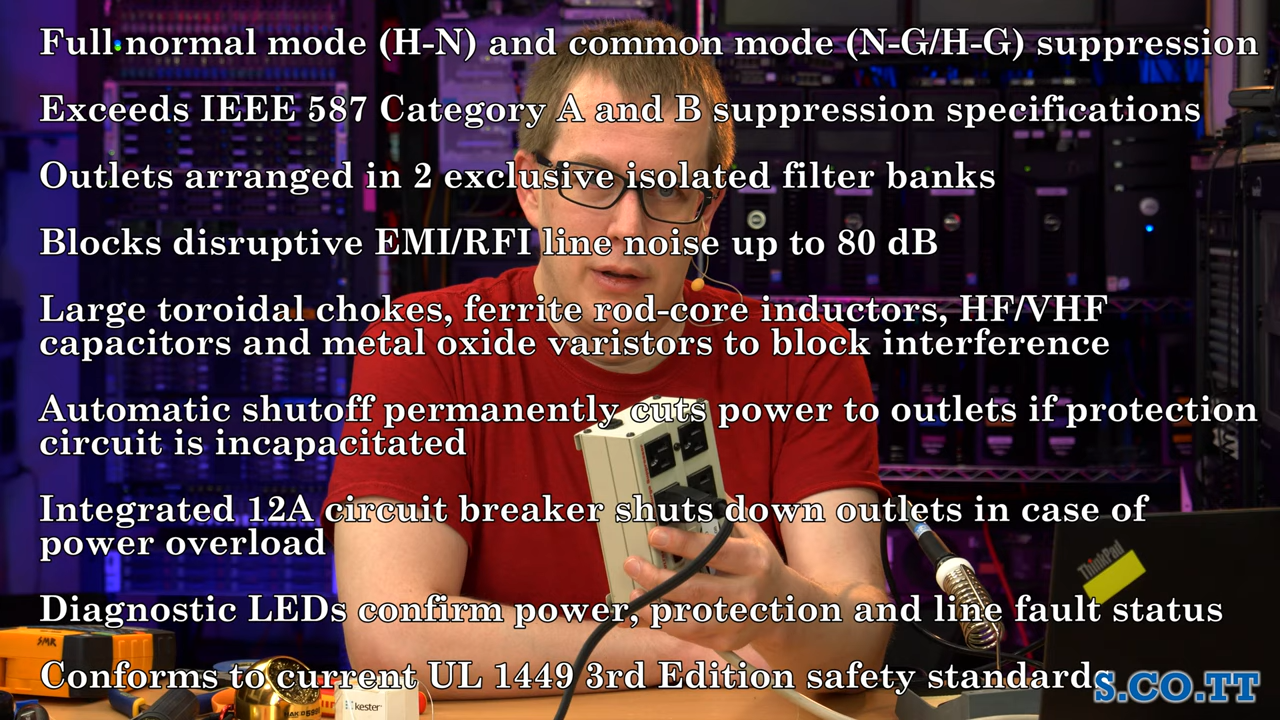 Full normal mode (H-N) and common mode (N-G/H-G) suppression
Exceeds IEEE 587 Category A and B suppression specifications
Outlets arranged in 2 exclusive isolated filter banks
Blocks disruptive EMI/RFI line noise up to 80 dB
Large toroidal chokes, ferrite rod-core inductors, HF/VHF
capacitors and metal oxide varistors to block interference
Automatic shutoff permanently cuts power to outlets if protection
circuit is incapacitated
Integrated 12A circuit breaker shuts down outlets in case of
power overload
ThinkPad
Diagnostic LEDs confirm power, protection and line fault status
SMR
Conforms to current UL 1449 3rd Edition safety standards
S.CO.TT
kester